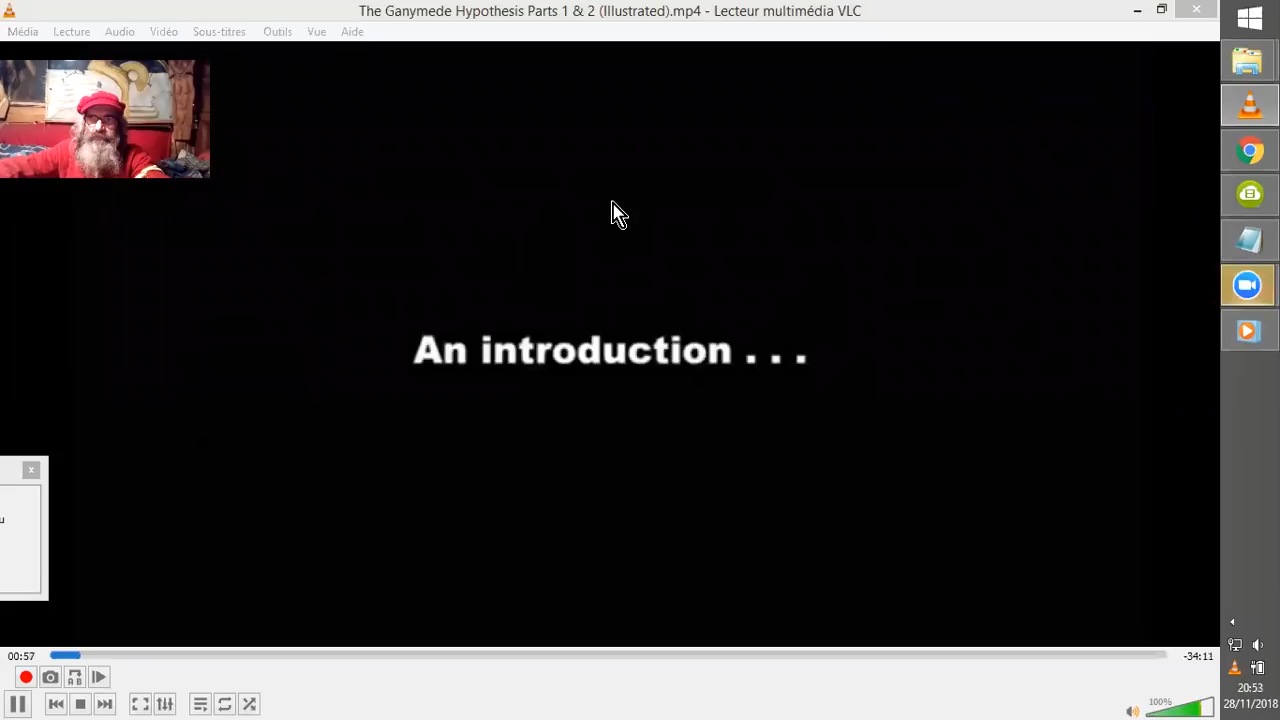 The Ganymede Hypothesis Parts 1 & 2 (Illustrated).mp4 - Lecteur multimédia VLC
Média Lecture Audio Vidéo Sous-titres Outils Vue Aide
An introduction . . .
x
u
00:57
-34:11
A B
100%
20:53
28/11/2018